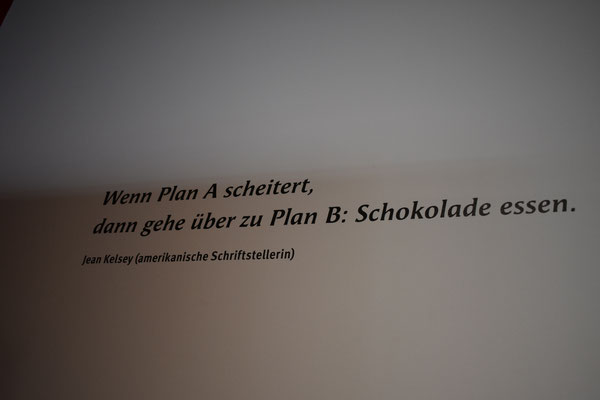 Wenn Plan A scheitert,
dann gehe über zu Plan B: Schokolade essen.
Jean Kelsey (amerikanische Schriftstellerin)